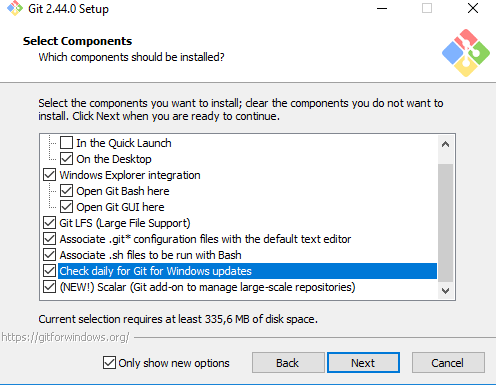 Git 2.44.0 Setup
Select Components
Which components should be installed?
Select the components you want to install; clear the components you do not want to
install. Click Next when you are ready to continue.
In the Quick Launch
On the Desktop
Windows Explorer integration
Open Git Bash here
Open Git GUI here
Git LFS (Large File Support)
Associate .git* configuration files with the default text editor
Associate .sh files to be run with Bash
Check daily for Git for Windows updates
(NEW!) Scalar (Git add-on to manage large-scale repositories)
Current selection requires at least 335,6 MB of disk space.
https://gitforwindows.org/
Only show new options
Back
Next
Cancel